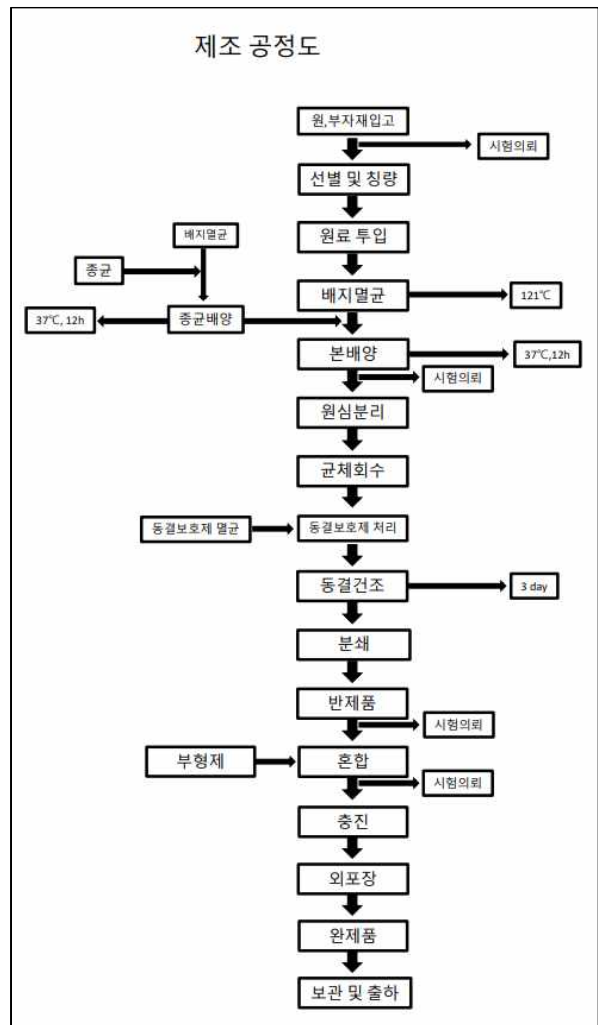 제조 공정도
원,부자재입고
시험의뢰
선별 및 칭량
원료 투입
배지멸균
종균
배지멸균
121℃
37℃, 12h
종균배양
본배양
37℃,12h
시험의뢰
원심분리
균체회수
동결보호제 멸균
동결보호제 처리
동결건조
3 day
분쇄
반제품
시험의뢰
부형제
혼합
시험의뢰
충진
외포장
완제품
보관 및 출하